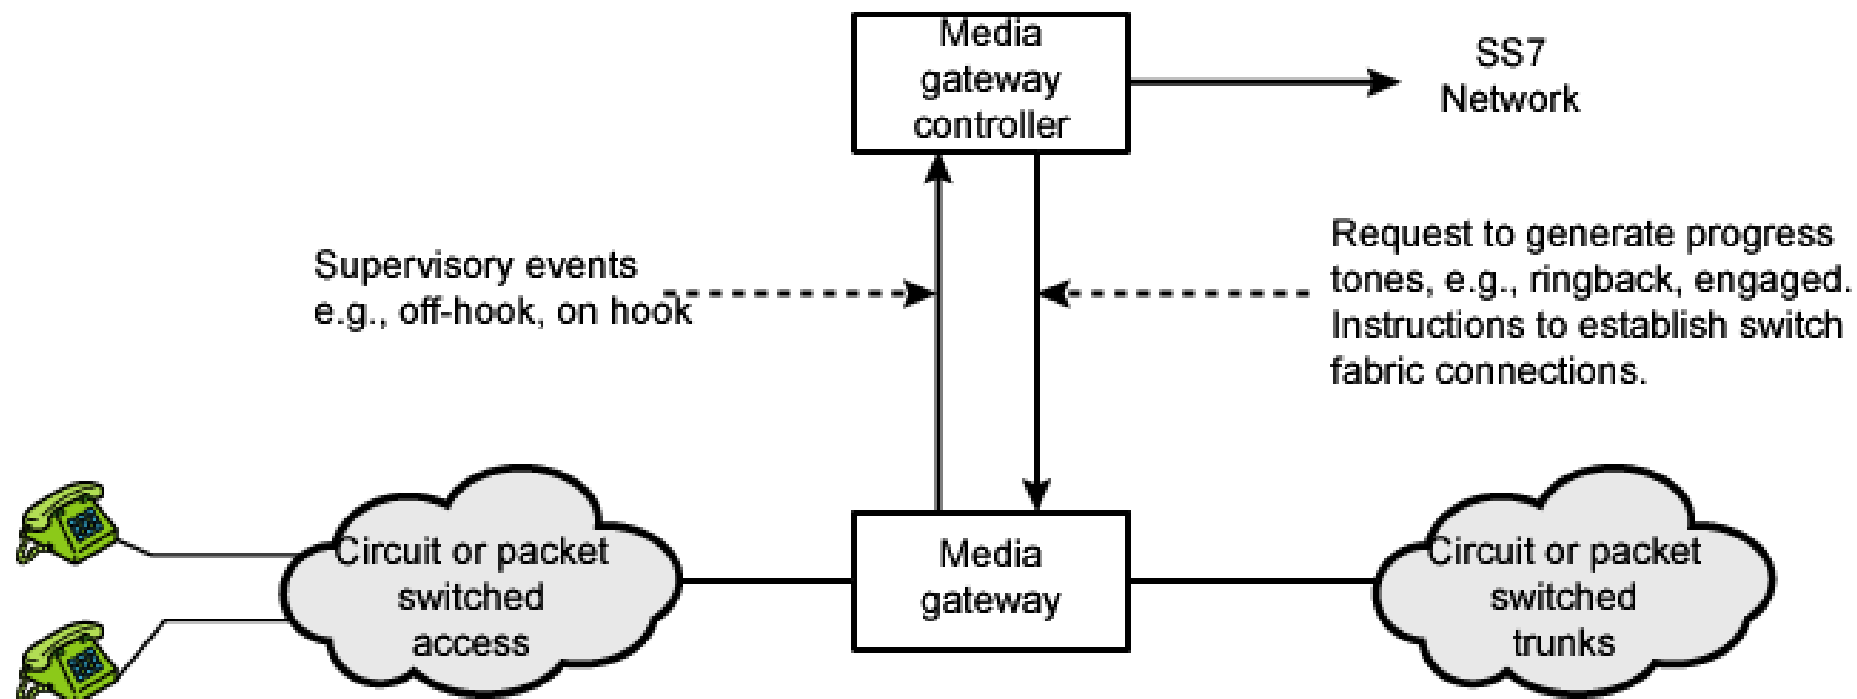 Media
gateway
controller
SS7
Network
Supervisory events
e.g., off-hook, on hook
Request to generate progress
tones, e.g., ringback, engaged.
Instructions to establish switch
fabric connections.
Circuit or packet
switched
access
Media
gateway
Circuit or packet
switched
trunks